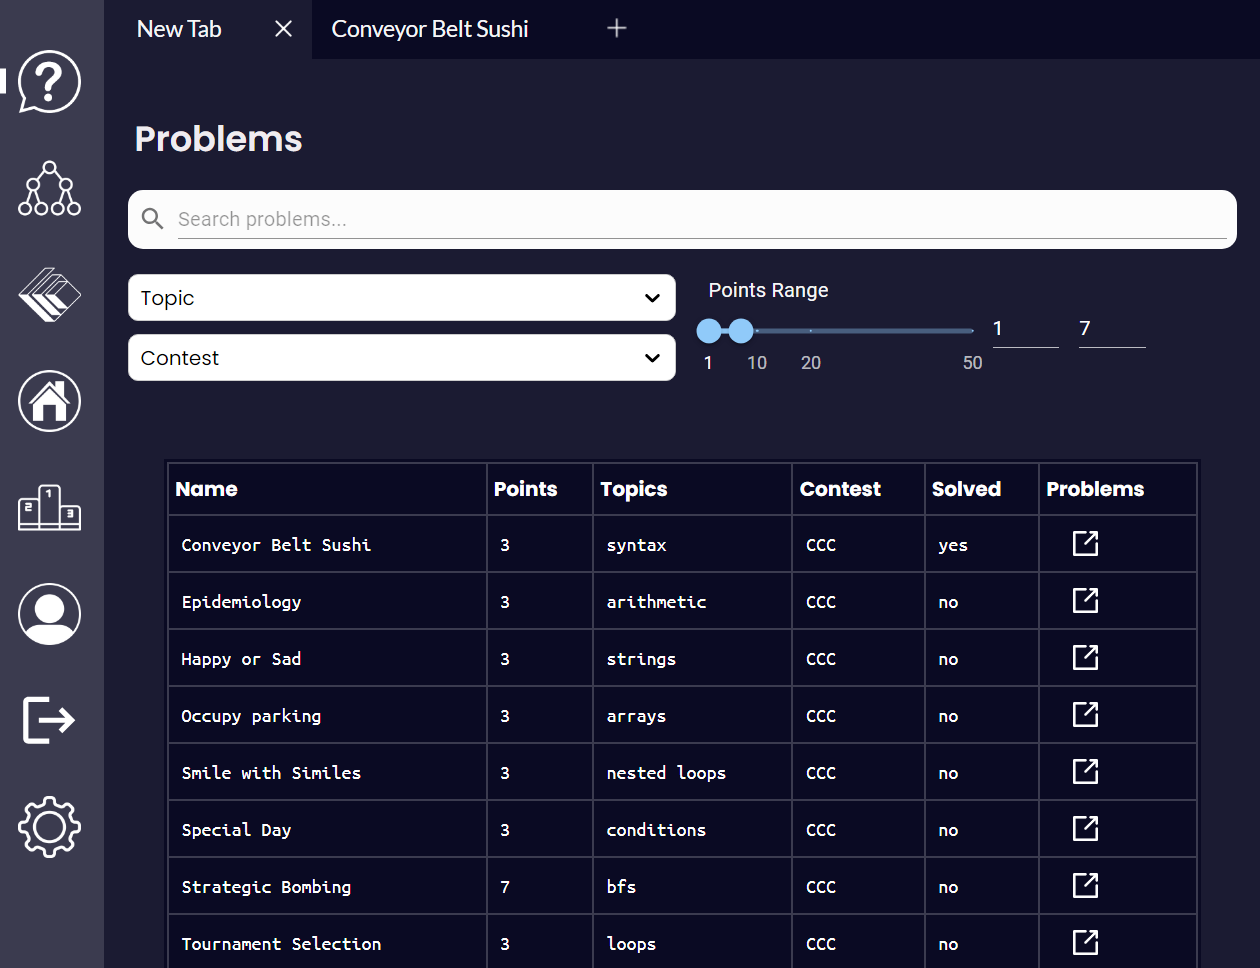 New Tab Conveyor Belt Sushi
Problems
Search problems...
Topic
Contest
Points Range
1 7
1 10 20 50
1
2 3
Name Points Topics Contest Solved Problems
Conveyor Belt Sushi 3 syntax CCC yes
Epidemiology 3 arithmetic CCC no
Happy or Sad 3 strings CCC no
Occupy parking 3 arrays CCC no
Smile with Similes 3 nested loops CCC no
Special Day 3 conditions CCC no
Strategic Bombing 7 bfs CCC no
Tournament Selection 3 loops CCC no